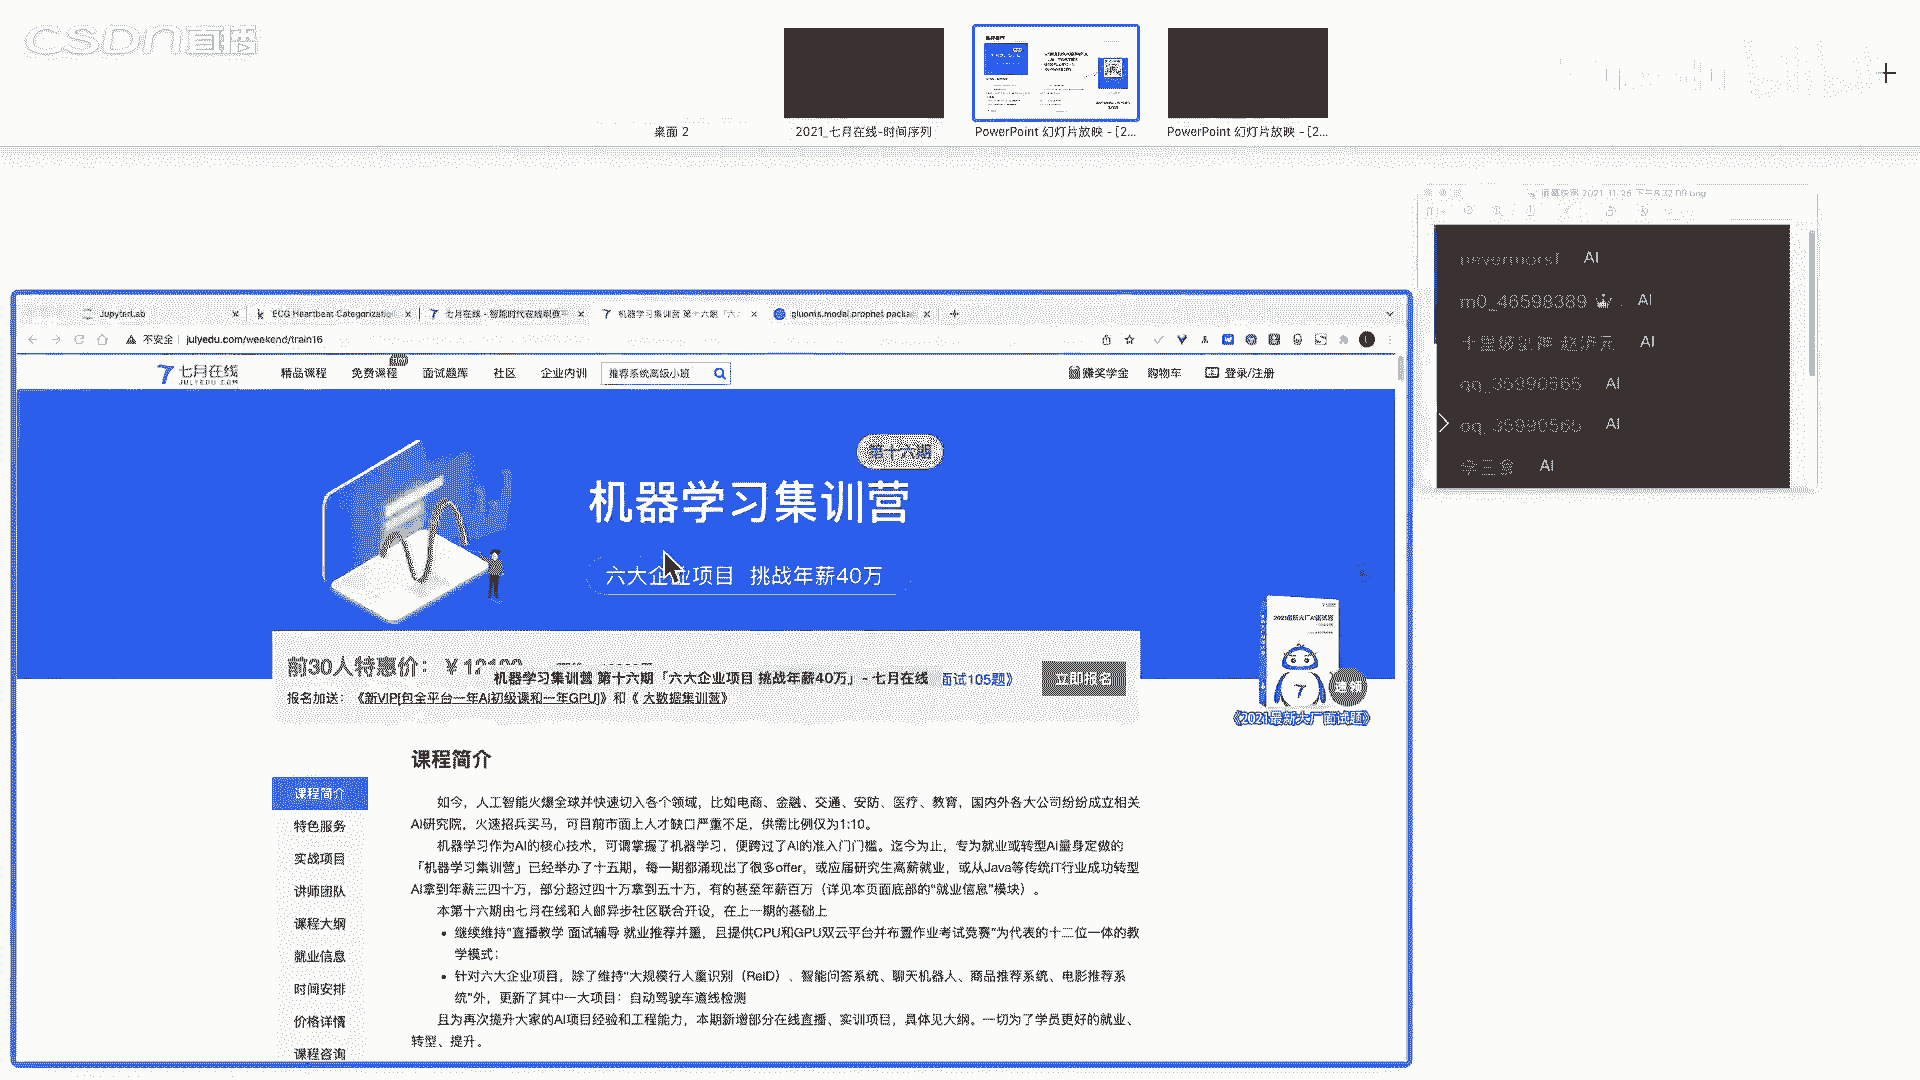 CSDN直播
桌面 2
2021_七月在线-时间序列
PowerPoint 幻灯片放映 - [2...
PowerPoint 幻灯片放映 - [2...
AI
m0_46598389 AI
AI
qq_35990565 AI
qq_35990565 AI
李三食 AI
JupyterLab
ECG Heartbeat Categorization
七月在线 - 智能时代在线职教平
机器学习集训营 第十六期「六大
gluonts.model.prophet packa
不安全 julyedu.com/weekend/train16
七月在线
JULYEDU.COM
精品课程
免费课程
面试题库
社区
企业内训
推荐系统高级小班
赚奖学金
购物车
登录/注册
第十六期
机器学习集训营
六大企业项目 挑战年薪40万
前30人特惠价：
机器学习集训营 第十六期「六大企业项目 挑战年薪40万」- 七月在线
面试105题》
报名加送：《新VIP[包全平台一年AI初级课和一年GPU]》和《 大数据集训营》
立即报名
速领
《2021最新大厂面试题》
课程简介
特色服务
实战项目
讲师团队
课程大纲
就业信息
时间安排
价格详情
课程咨询
课程简介
如今，人工智能火爆全球并快速切入各个领域，比如电商、金融、交通、安防、医疗、教育，国内外各大公司纷纷成立相关
AI研究院，火速招兵买马，可目前市面上人才缺口严重不足，供需比例仅为1:10。
机器学习作为AI的核心技术，可谓掌握了机器学习，便跨过了AI的准入门门槛。迄今为止，专为就业或转型AI量身定做的
「机器学习集训营」已经举办了十五期，每一期都涌现出了很多offer，或应届研究生高薪就业，或从Java等传统IT行业成功转型
AI拿到年薪三四十万，部分超过四十万拿到五十万，有的甚至年薪百万（详见本页面底部的“就业信息”模块）。
本第十六期由七月在线和人邮异步社区联合开设，在上一期的基础上
继续维持“直播教学 面试辅导 就业推荐并重，且提供CPU和GPU双云平台并布置作业考试竞赛”为代表的十二位一体的教
学模式；
针对六大企业项目，除了维持“大规模行人重识别（ReID）、智能问答系统、聊天机器人、商品推荐系统、电影推荐系
统”外，更新了其中一大项目：自动驾驶车道线检测
且为再次提升大家的AI项目经验和工程能力，本期新增部分在线直播、实训项目，具体见大纲。一切为了学员更好的就业、
转型、提升。